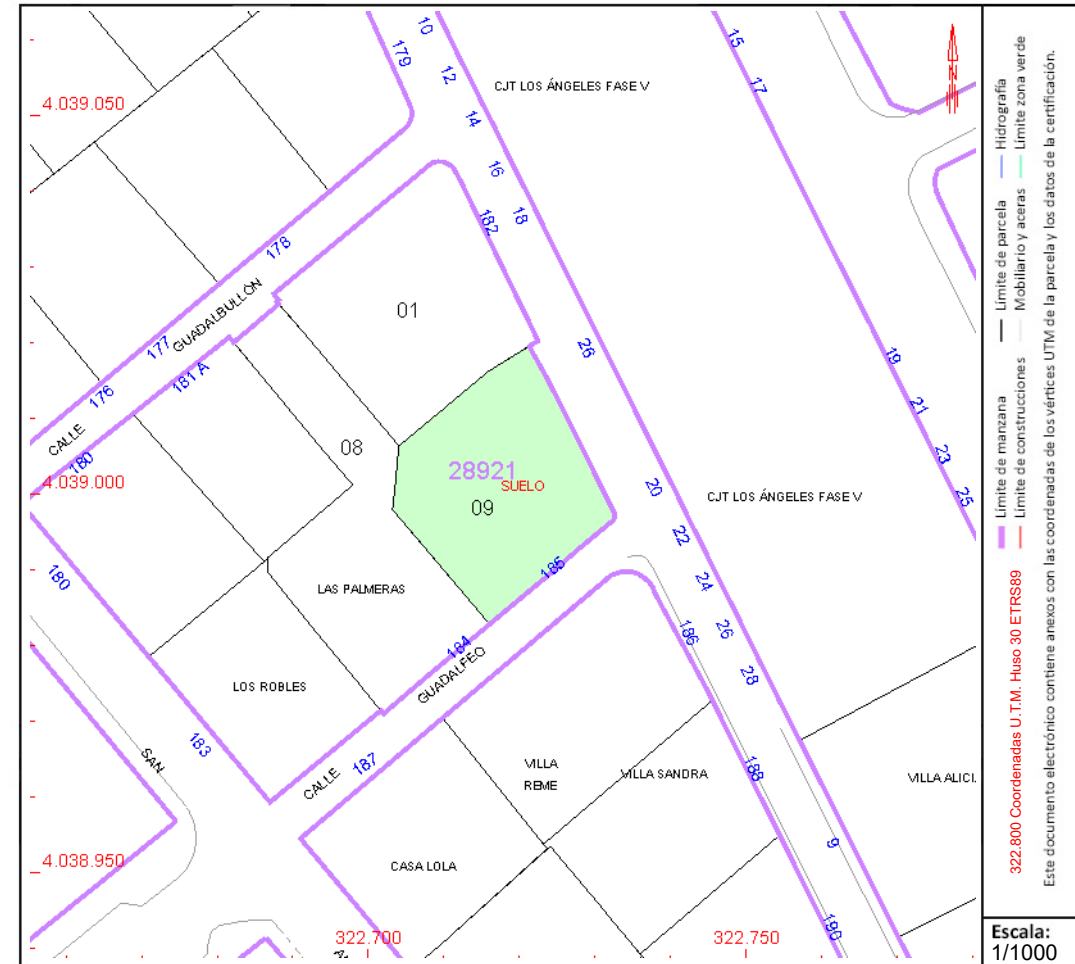 10
179
12
14
16
18
182
15
17
CJT LOS ÁNGELES FASE V
4.039.050
178
GUADALBULLÓN
177
176
181 A
CALLE
180
01
26
19
21
23
25
08
28921
SUELO
09
4.039.000
20
22
24
26
28
CJT LOS ÁNGELES FASE V
180
LAS PALMERAS
185
184
GUADALFEO
186
LOS ROBLES
183
SAN
CALLE
187
VILLA
REME
VILLA SANDRA
188
VILLA ALICI
9
4.038.950
CASA LOLA
190
322.700
322.750
322.800 Coordenadas U.T.M. Huso 30 ETRS89
Límite de manzana
Límite de construcciones
Límite de parcela
Mobiliario y aceras
Hidrografía
Límite zona verde
Este documento electrónico contiene anexos con las coordenadas de los vértices UTM de la parcela y los datos de la certificación.
Escala:
1/1000